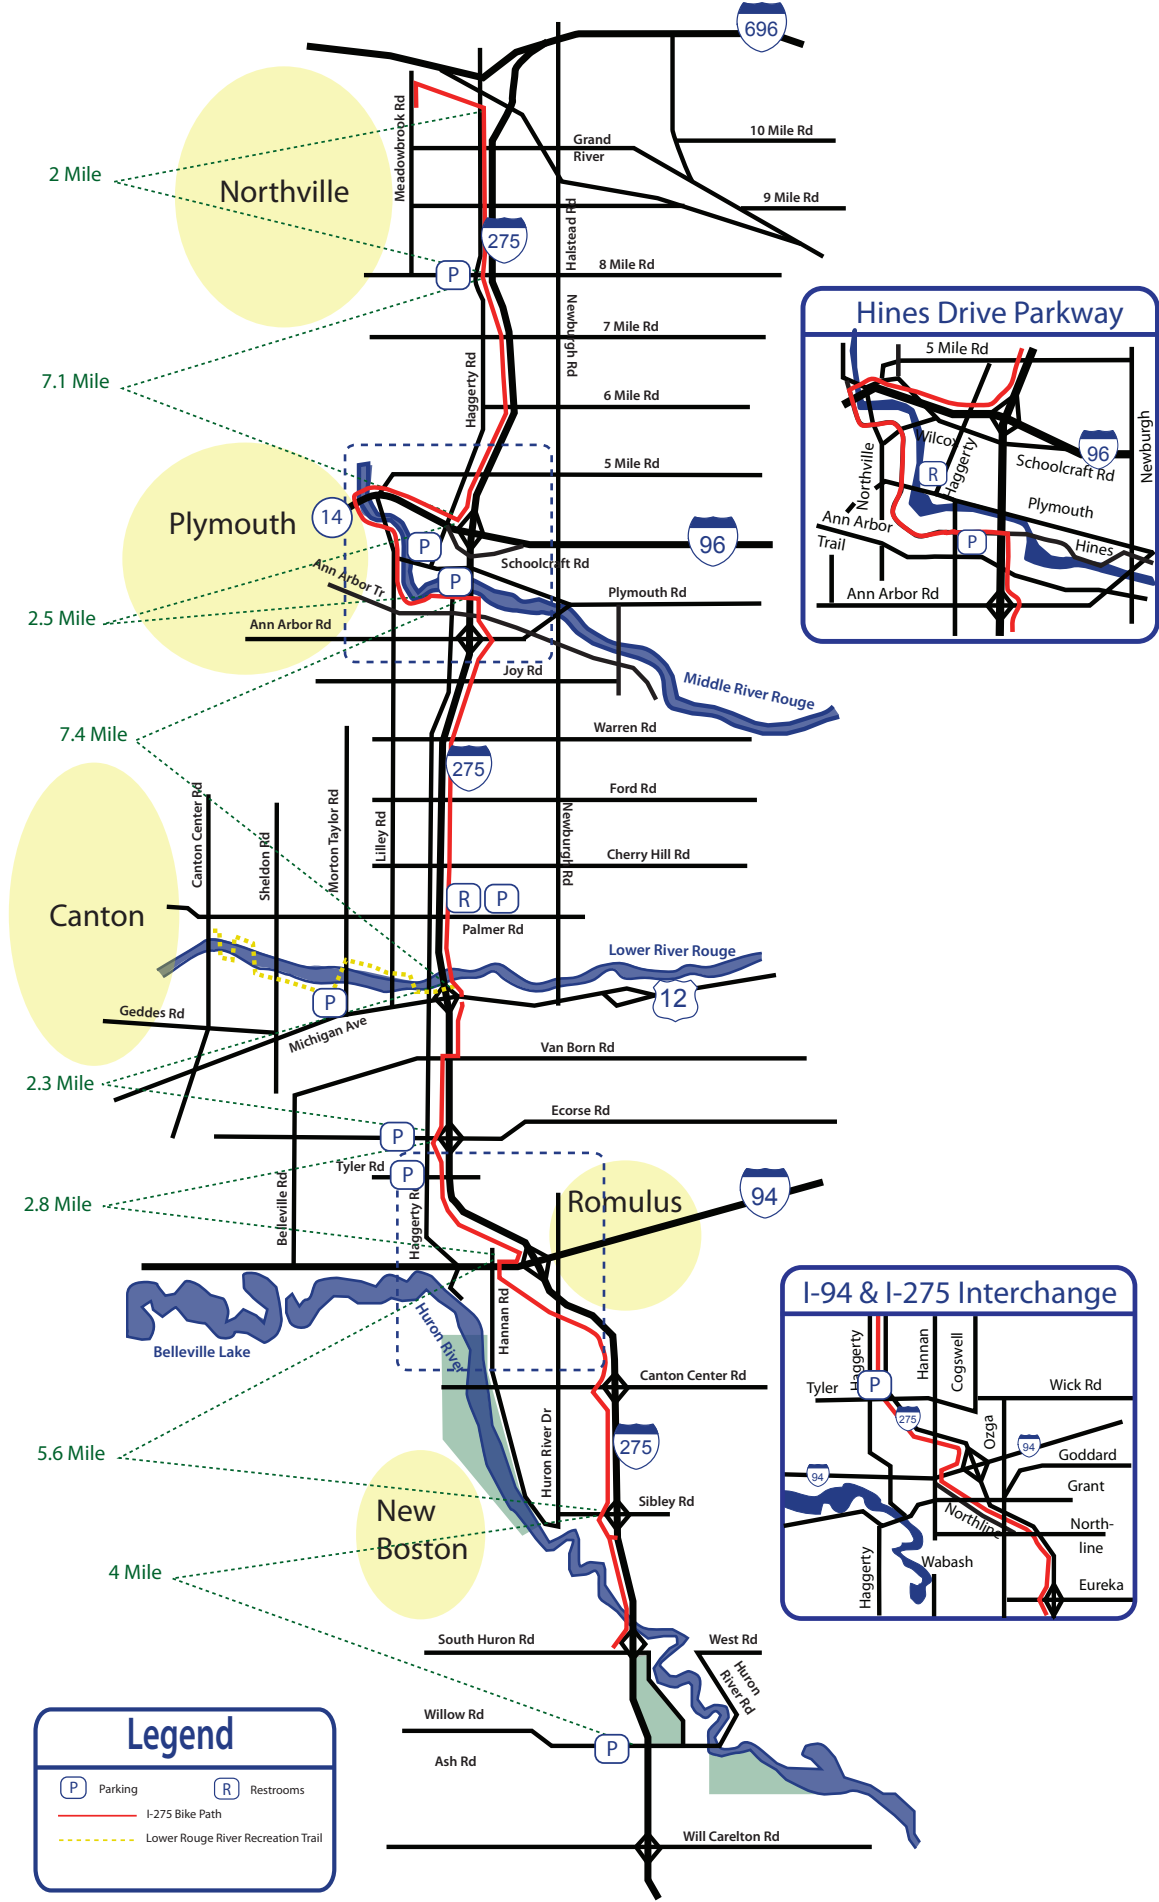 696
Meadowbrook Rd
10 Mile Rd
Grand
River
2 Mile
Northville
9 Mile Rd
Halstead Rd
275
8 Mile Rd
P
Hines Drive Parkway
5 Mile Rd
Newburgh
Wilcox
Haggerty
Northville
96
Schoolcraft Rd
R
Plymouth
Ann Arbor
Trail
P
Hines
Ann Arbor Rd
Newburgh Rd
7 Mile Rd
Haggerty Rd
7.1 Mile
6 Mile Rd
5 Mile Rd
Plymouth
14
P
96
Schoolcraft Rd
Ann Arbor Tr
P
Plymouth Rd
2.5 Mile
Ann Arbor Rd
Joy Rd
Middle River Rouge
7.4 Mile
Warren Rd
275
Ford Rd
Canton Center Rd
Sheldon Rd
Morton Taylor Rd
Lilley Rd
Newburgh Rd
Cherry Hill Rd
R
P
Canton
Palmer Rd
Lower River Rouge
P
12
Geddes Rd
Michigan Ave
Van Born Rd
2.3 Mile
Ecorse Rd
P
Tyler Rd
P
Belleville Rd
Haggerty Rd
2.8 Mile
Romulus
94
Huron River
Hannan Rd
Belleville Lake
I-94 & I-275 Interchange
Haggerty
Hannan
Cogswell
Tyler
P
Wick Rd
275
Ozga
94
Goddard
94
Grant
Northline
North-
line
Wabash
Haggerty
Eureka
Canton Center Rd
275
5.6 Mile
Huron River Dr
Sibley Rd
New
Boston
4 Mile
South Huron Rd
West Rd
Huron
River Rd
Willow Rd
P
Ash Rd
Will Carelton Rd
Legend
P
Parking
R
Restrooms
I-275 Bike Path
Lower Rouge River Recreation Trail